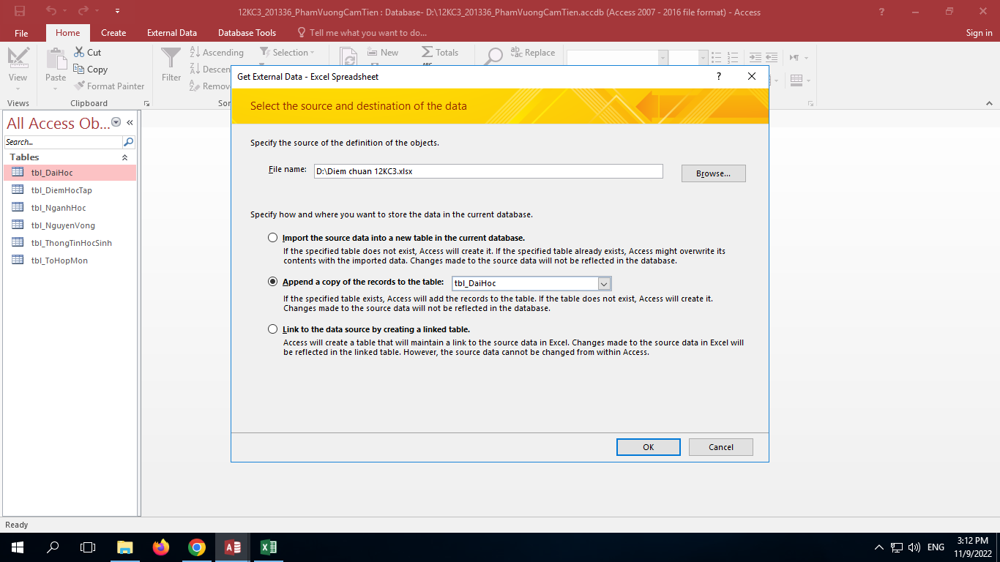 12KC3_201336_PhamVuongCamTien : Database- D:\12KC3_201336_PhamVuongCamTien.accdb (Access 2007 - 2016 file format) - Access
?
File Home Create External Data Database Tools Tell me what you want to do... Sign in
View
Views
Paste
Cut
Copy
Format Painter
Clipboard
Filter
Ascending
Selection
New
Totals
Replace
All Access Ob...
Search...
Tables
tbl_DaiHoc
tbl_DiemHocTap
tbl_NganhHoc
tbl_NguyenVong
tbl_ThongTinHocSinh
tbl_ToHopMon
Get External Data - Excel Spreadsheet ?
Select the source and destination of the data
Specify the source of the definition of the objects.
File name: D:\Diem chuan 12KC3.xlsx Browse...
Specify how and where you want to store the data in the current database.
Import the source data into a new table in the current database.
If the specified table does not exist, Access will create it. If the specified table already exists, Access might overwrite its
contents with the imported data. Changes made to the source data will not be reflected in the database.
Append a copy of the records to the table: tbl_DaiHoc
If the specified table exists, Access will add the records to the table. If the table does not exist, Access will create it.
Changes made to the source data will not be reflected in the database.
Link to the data source by creating a linked table.
Access will create a table that will maintain a link to the source data in Excel. Changes made to the source data in Excel will
be reflected in the linked table. However, the source data cannot be changed from within Access.
OK Cancel
Ready
ENG
3:12 PM
11/9/2022